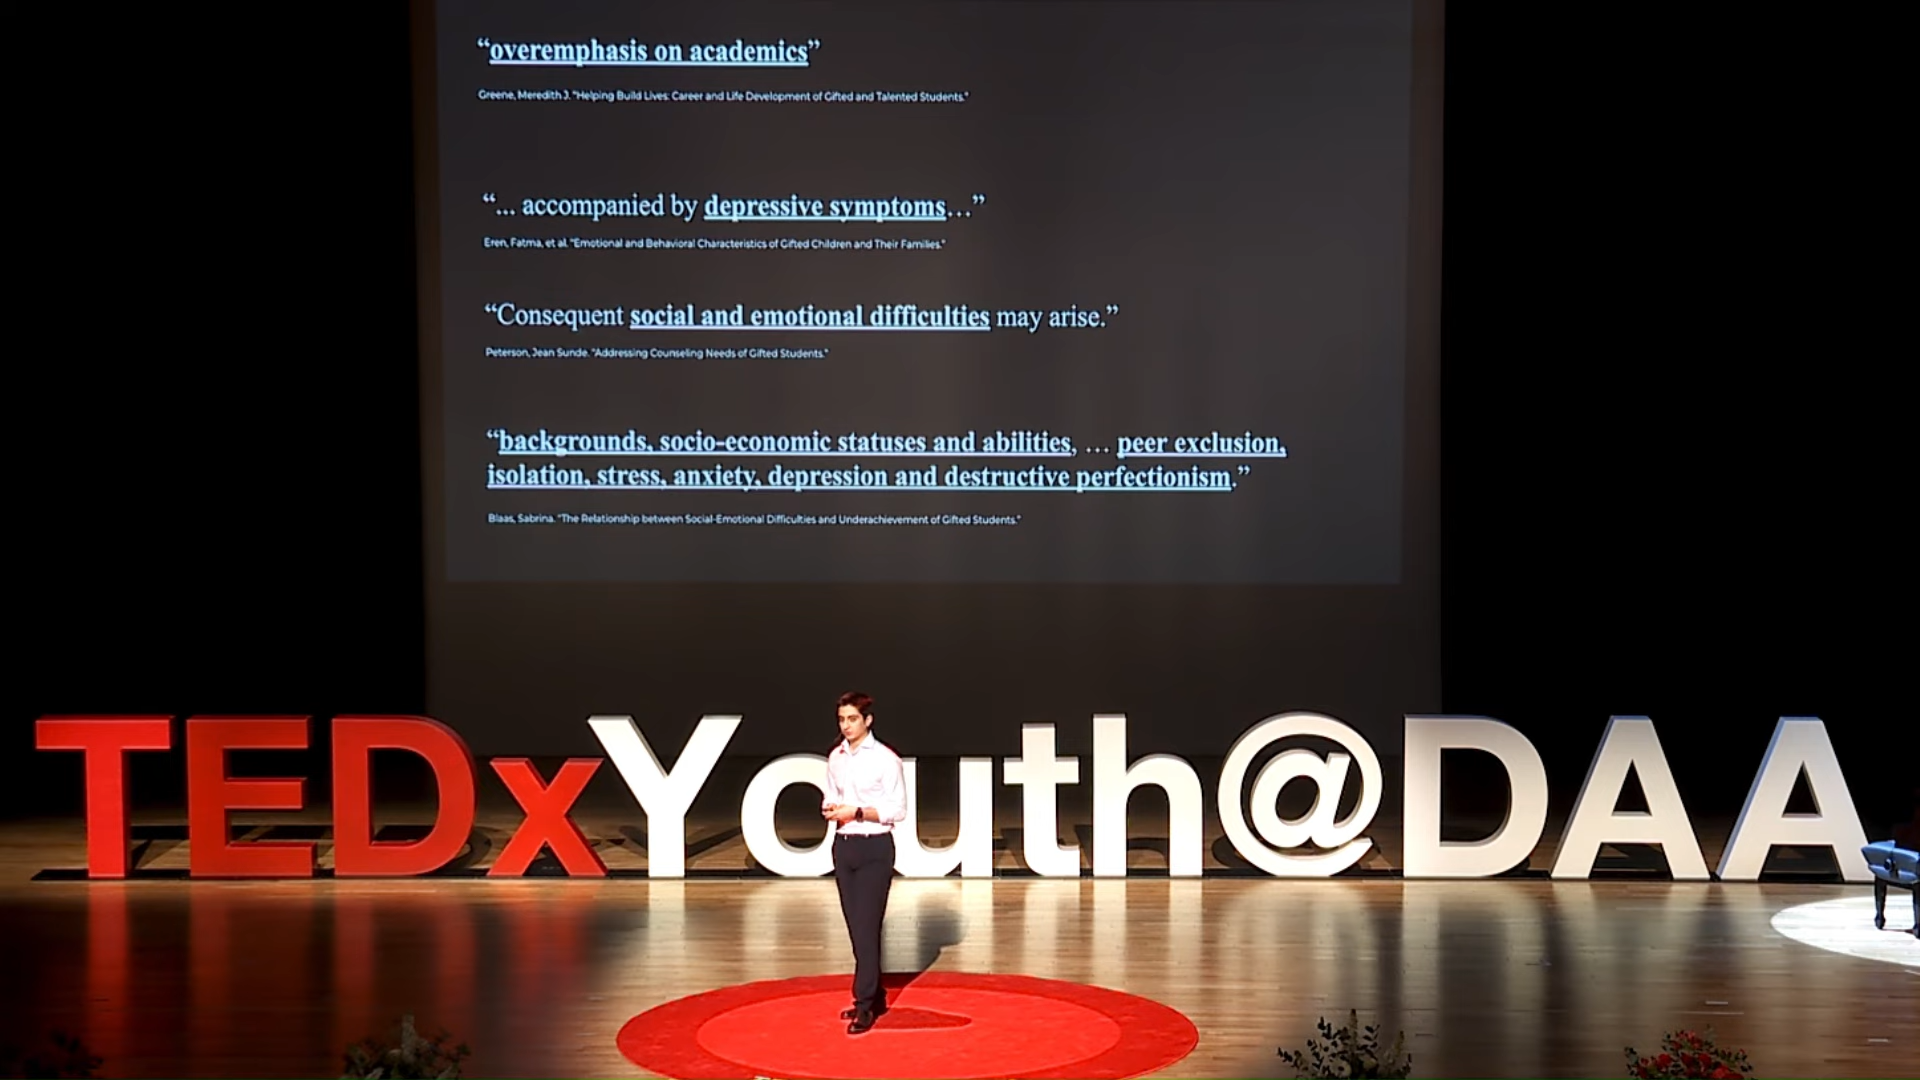 “overemphasis on academics”
Greene, Meredith J. "Helping Build Lives: Career and Life Development of Gifted and Talented Students."
“... accompanied by depressive symptoms…”
Eren, Fatma, et al. "Emotional and Behavioral Characteristics of Gifted Children and Their Families."
“Consequent social and emotional difficulties may arise.”
Peterson, Jean Sunde. "Addressing Counseling Needs of Gifted Students."
“backgrounds, socio-economic statuses and abilities, … peer exclusion,
isolation, stress, anxiety, depression and destructive perfectionism.”
Blaas, Sabrina. "The Relationship between Social-Emotional Difficulties and Underachievement of Gifted Students."
TEDxYouth@DAA